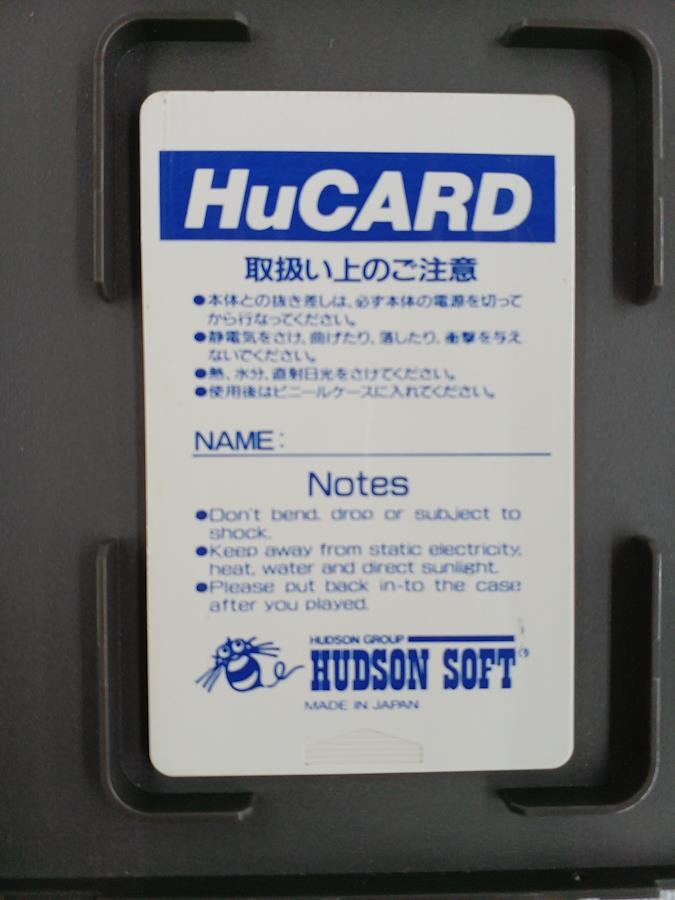 HuCARD
取扱い上のご注意
●本体との抜き差しは、必ず本体の電源を切って
から行なってください。
●静電気をさけ、曲げたり、落したり、衝撃を与え
ないでください。
●熱、水分、直射日光をさけてください。
●使用後はビニールケースに入れてください。
NAME:
Notes
●Don't bend, drop or subject to
shock.
●Keep away from static electricity,
heat, water and direct sunlight.
●Please put back in-to the case
after you played.
HUDSON GROUP
HUDSON SOFT
MADE IN JAPAN